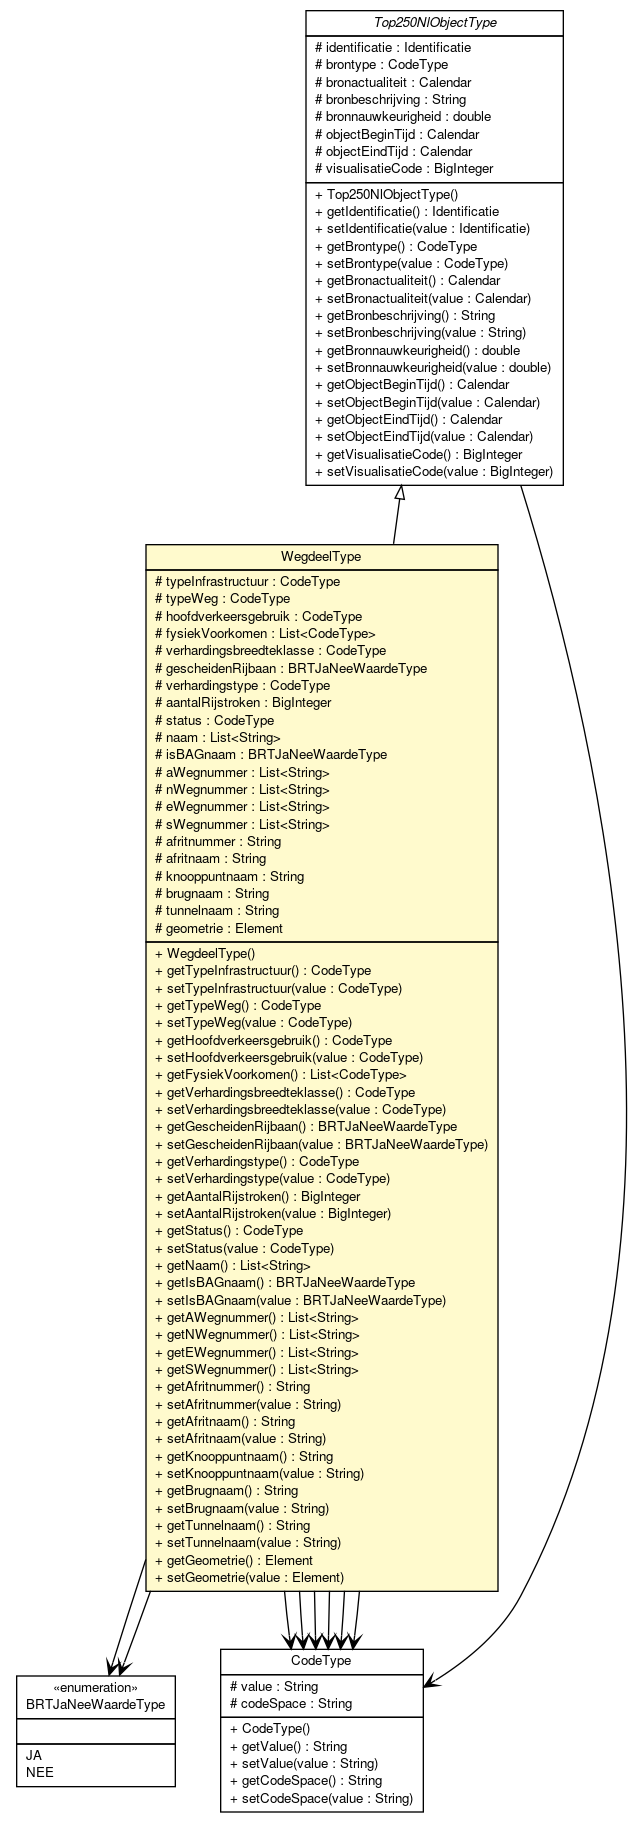 Top250NlObjectType
# identificatie : Identificatie
# brontype : CodeType
# bronactualiteit : Calendar
# bronbeschrijving : String
# bronnauwkeurigheid : double
# objectBeginTijd : Calendar
# objectEindTijd : Calendar
# visualisatieCode : BigInteger
+ Top250NlObjectType()
+ getIdentificatie() : Identificatie
+ setIdentificatie(value : Identificatie)
+ getBrontype() : CodeType
+ setBrontype(value : CodeType)
+ getBronactualiteit() : Calendar
+ setBronactualiteit(value : Calendar)
+ getBronbeschrijving() : String
+ setBronbeschrijving(value : String)
+ getBronnauwkeurigheid() : double
+ setBronnauwkeurigheid(value : double)
+ getObjectBeginTijd() : Calendar
+ setObjectBeginTijd(value : Calendar)
+ getObjectEindTijd() : Calendar
+ setObjectEindTijd(value : Calendar)
+ getVisualisatieCode() : BigInteger
+ setVisualisatieCode(value : BigInteger)
WegdeelType
# typeInfrastructuur : CodeType
# typeWeg : CodeType
# hoofdverkeersgebruik : CodeType
# fysiekVoorkomen : List<CodeType>
# verhardingsbreedteklasse : CodeType
# gescheidenRijbaan : BRTJaNeeWaardeType
# verhardingstype : CodeType
# aantalRijstroken : BigInteger
# status : CodeType
# naam : List<String>
# isBAGnaam : BRTJaNeeWaardeType
# aWegnummer : List<String>
# nWegnummer : List<String>
# eWegnummer : List<String>
# sWegnummer : List<String>
# afritnummer : String
# afritnaam : String
# knooppuntnaam : String
# brugnaam : String
# tunnelnaam : String
# geometrie : Element
+ WegdeelType()
+ getTypeInfrastructuur() : CodeType
+ setTypeInfrastructuur(value : CodeType)
+ getTypeWeg() : CodeType
+ setTypeWeg(value : CodeType)
+ getHoofdverkeersgebruik() : CodeType
+ setHoofdverkeersgebruik(value : CodeType)
+ getFysiekVoorkomen() : List<CodeType>
+ getVerhardingsbreedteklasse() : CodeType
+ setVerhardingsbreedteklasse(value : CodeType)
+ getGescheidenRijbaan() : BRTJaNeeWaardeType
+ setGescheidenRijbaan(value : BRTJaNeeWaardeType)
+ getVerhardingstype() : CodeType
+ setVerhardingstype(value : CodeType)
+ getAantalRijstroken() : BigInteger
+ setAantalRijstroken(value : BigInteger)
+ getStatus() : CodeType
+ setStatus(value : CodeType)
+ getNaam() : List<String>
+ getIsBAGnaam() : BRTJaNeeWaardeType
+ setIsBAGnaam(value : BRTJaNeeWaardeType)
+ getAWegnummer() : List<String>
+ getNWegnummer() : List<String>
+ getEWegnummer() : List<String>
+ getSWegnummer() : List<String>
+ getAfritnummer() : String
+ setAfritnummer(value : String)
+ getAfritnaam() : String
+ setAfritnaam(value : String)
+ getKnooppuntnaam() : String
+ setKnooppuntnaam(value : String)
+ getBrugnaam() : String
+ setBrugnaam(value : String)
+ getTunnelnaam() : String
+ setTunnelnaam(value : String)
+ getGeometrie() : Element
+ setGeometrie(value : Element)
«enumeration»
BRTJaNeeWaardeType
JA
NEE
CodeType
# value : String
# codeSpace : String
+ CodeType()
+ getValue() : String
+ setValue(value : String)
+ getCodeSpace() : String
+ setCodeSpace(value : String)